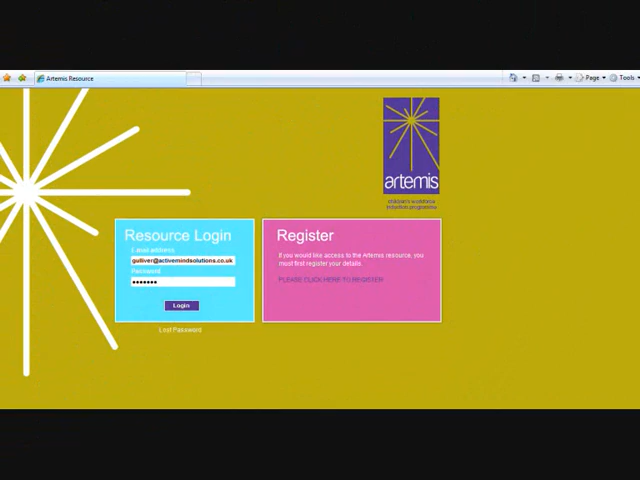 Artemis Resource
Page
Tools
artemis
children's workforce
induction programme
Resource Login
E-mail address
gulliver@activemindsolutions.co.uk
Password
Login
Lost Password
Register
If you would like access to the Artemis resource, you
must first register your details.
PLEASE CLICK HERE TO REGISTER